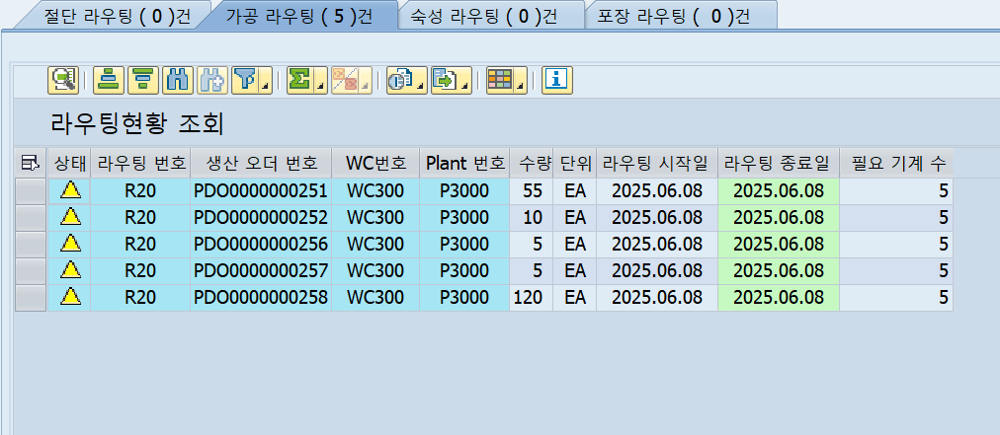 절단 라우팅 ( 0 )건 가공 라우팅 ( 5 )건 숙성 라우팅 ( 0 )건 포장 라우팅 ( 0 )건
라우팅현황 조회
상태 라우팅 번호 생산 오더 번호 WC번호 Plant 번호 수량 단위 라우팅 시작일 라우팅 종료일 필요 기계 수
R20 PDO0000000251 WC300 P3000 55 EA 2025.06.08 2025.06.08 5
R20 PDO0000000252 WC300 P3000 10 EA 2025.06.08 2025.06.08 5
R20 PDO0000000256 WC300 P3000 5 EA 2025.06.08 2025.06.08 5
R20 PDO0000000257 WC300 P3000 5 EA 2025.06.08 2025.06.08 5
R20 PDO0000000258 WC300 P3000 120 EA 2025.06.08 2025.06.08 5